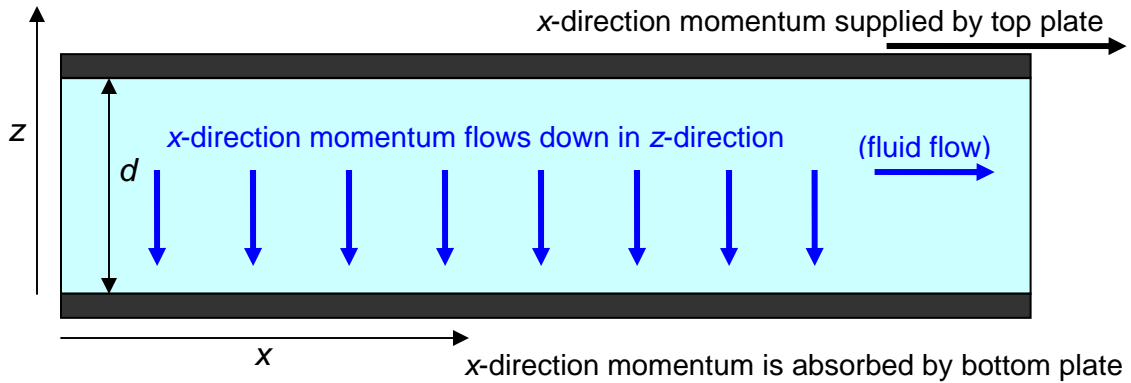 x-direction momentum supplied by top plate
z
x-direction momentum flows down in z-direction
(fluid flow)
d
x
x-direction momentum is absorbed by bottom plate